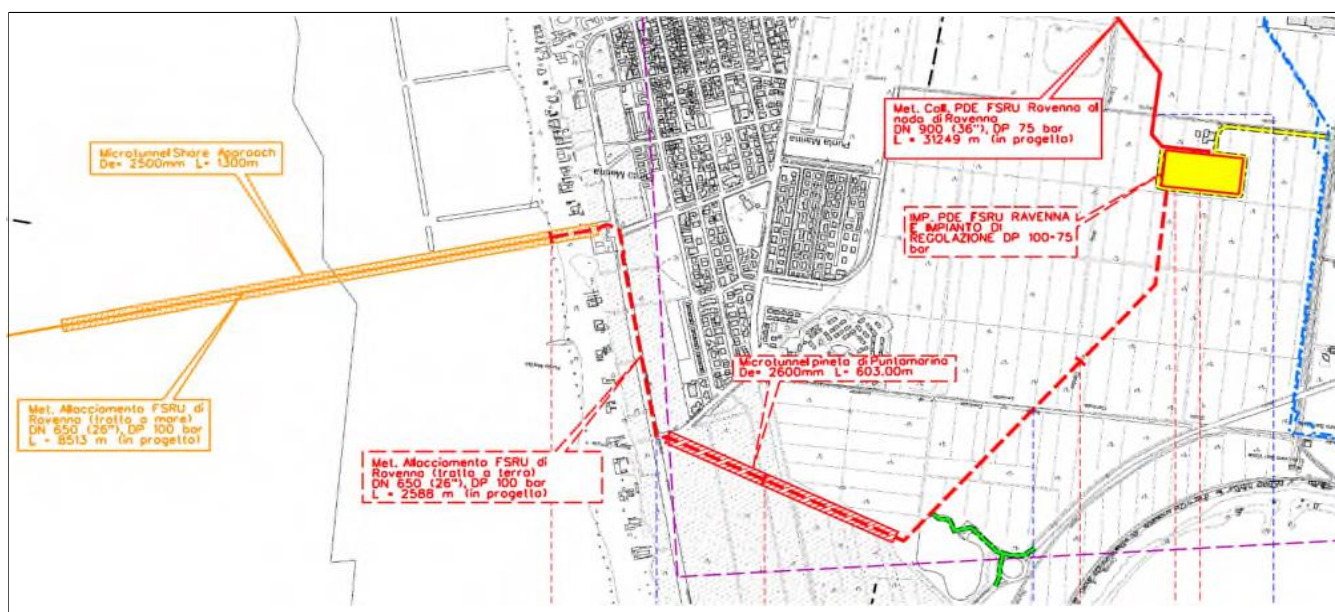 Microtunnel Shore Approach
De= 2500mm L= 1300m
Met. Coll. PDE FSRU Ravenna al
nodo di Ravenna
DN 900 (36"), DP 75 bar
L = 31249 m (in progetto)
Punta Marina
IMP. PDE FSRU RAVENNA
E IMPIANTO DI
REGOLAZIONE DP 100-75
bar
Microtunnel pineta di Puntamarina
De= 2600mm L= 603.00m
Met. Allacciamento FSRU di
Ravenna (tratto a mare)
DN 650 (26"), DP 100 bar
L = 8513 m (in progetto)
Met. Allacciamento FSRU di
Ravenna (tratto a terra)
DN 650 (26"), DP 100 bar
L = 2588 m (in progetto)